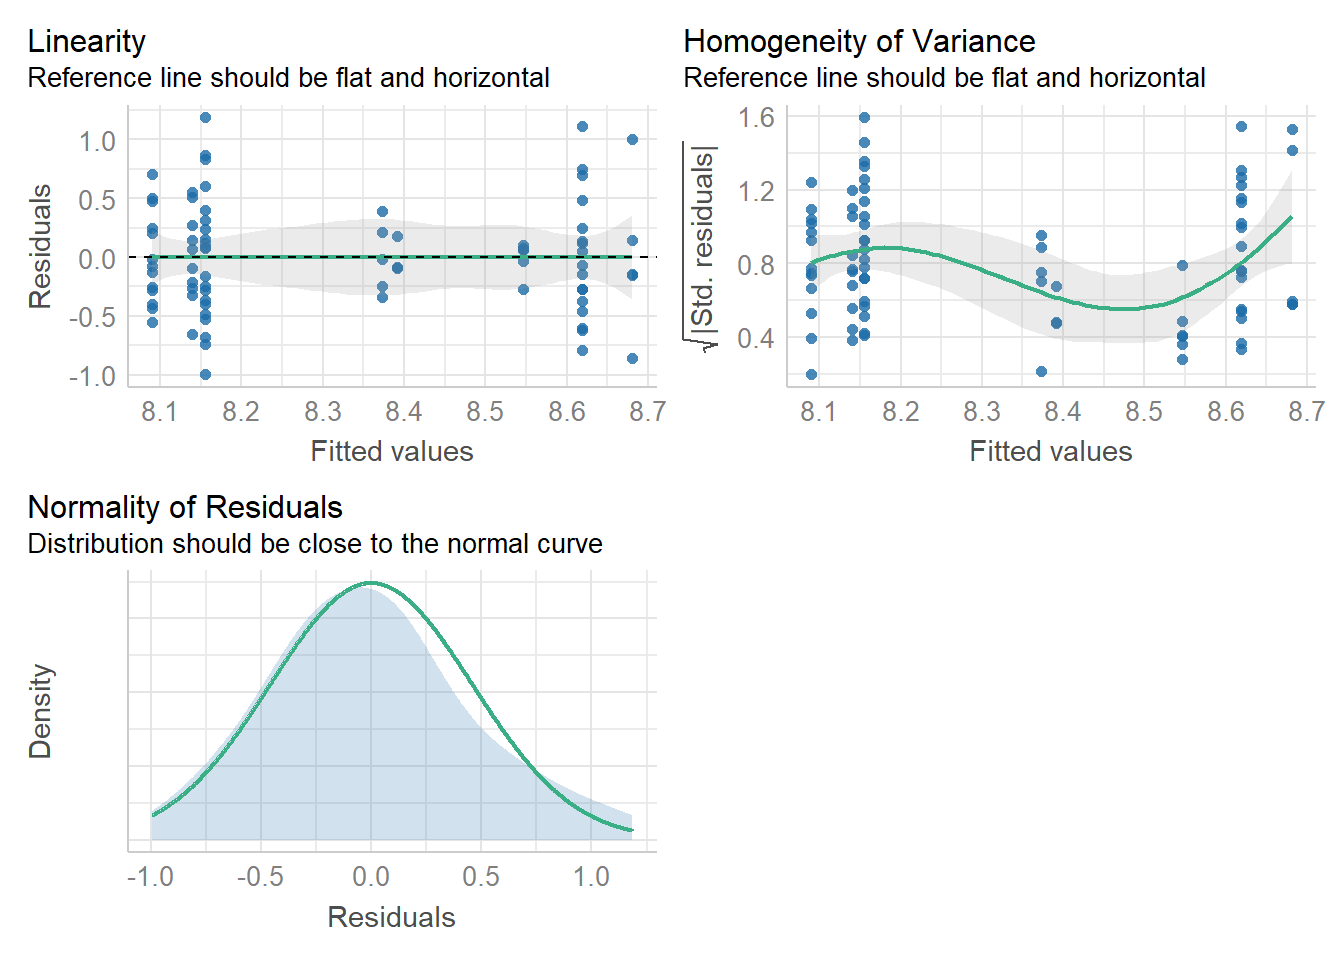 Linearity
Reference line should be flat and horizontal
1.0
0.5
0.0
-0.5
-1.0
Residuals
8.1 8.2 8.3 8.4 8.5 8.6 8.7
Fitted values
Homogeneity of Variance
Reference line should be flat and horizontal
1.6
1.2
0.8
0.4
√|Std. residuals|
8.1 8.2 8.3 8.4 8.5 8.6 8.7
Fitted values
Normality of Residuals
Distribution should be close to the normal curve
Density
-1.0 -0.5 0.0 0.5 1.0
Residuals